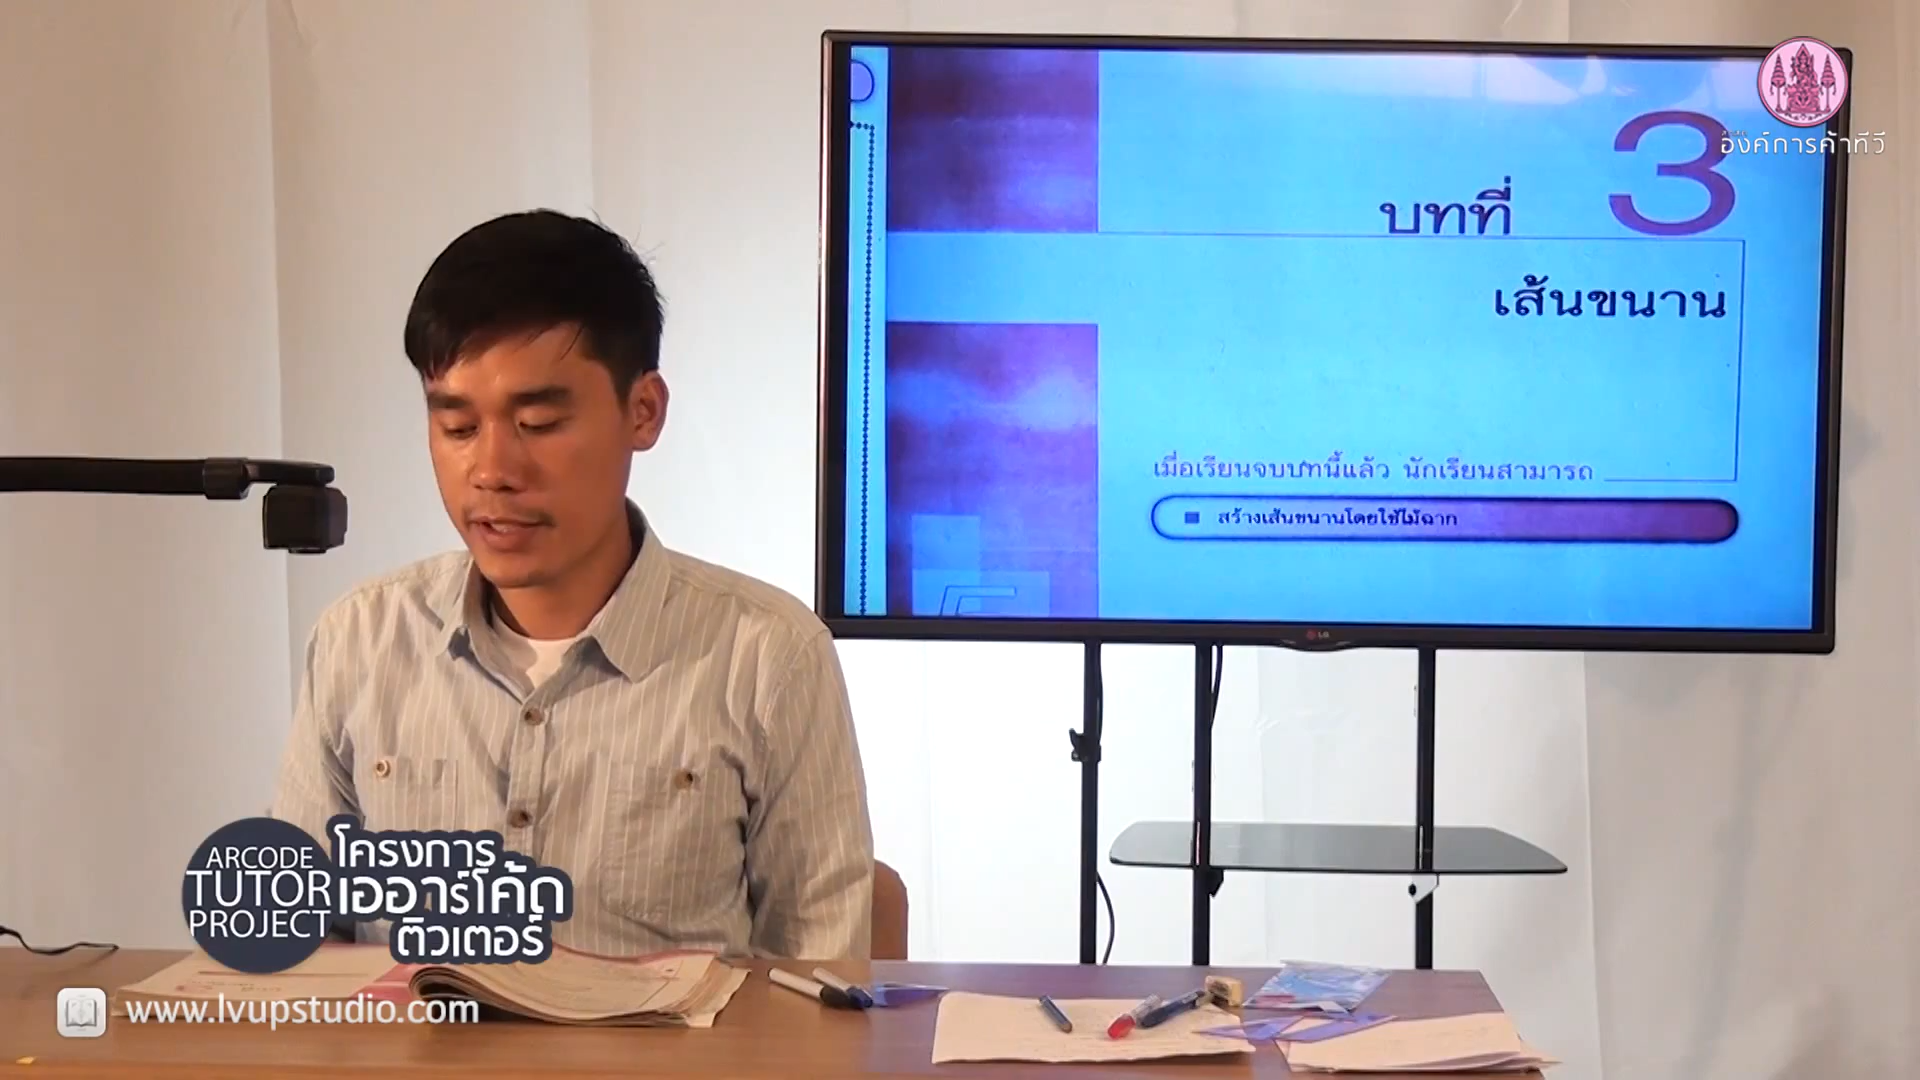 3
บทที่
เส้นขนาน
เมื่อเรียนจบบทนี้แล้ว นักเรียนสามารถ
สร้างเส้นขนานโดยใช้ไม้ฉาก
องค์การค้าทีวี
LG
ARCODE
TUTOR
PROJECT
โครงการ
เออาร์โค้ด
ติวเตอร์
www.lvupstudio.com